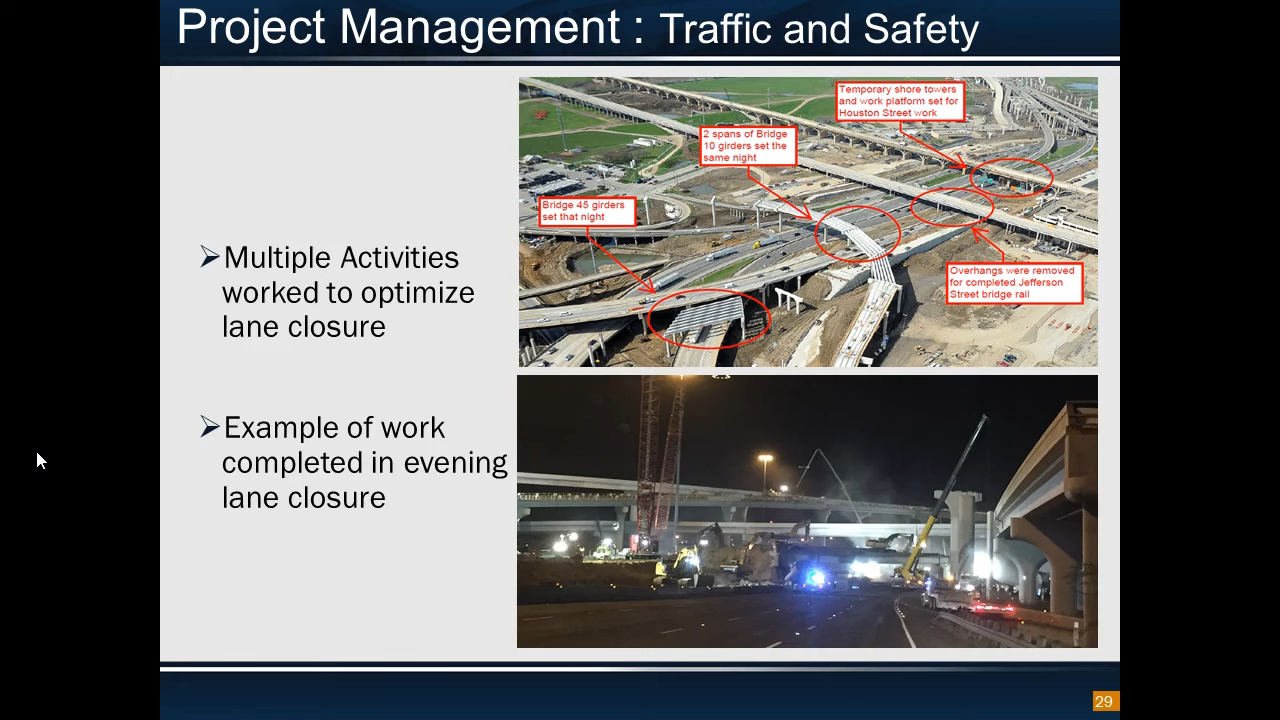 Project Management : Traffic and Safety
➢Multiple Activities
worked to optimize
lane closure
➢Example of work
completed in evening
lane closure
Temporary shore towers
and work platform set for
Houston Street work
2 spans of Bridge
10 girders set the
same night
Bridge 45 girders
set that night
Overhangs were removed
for completed Jefferson
Street bridge rail
29